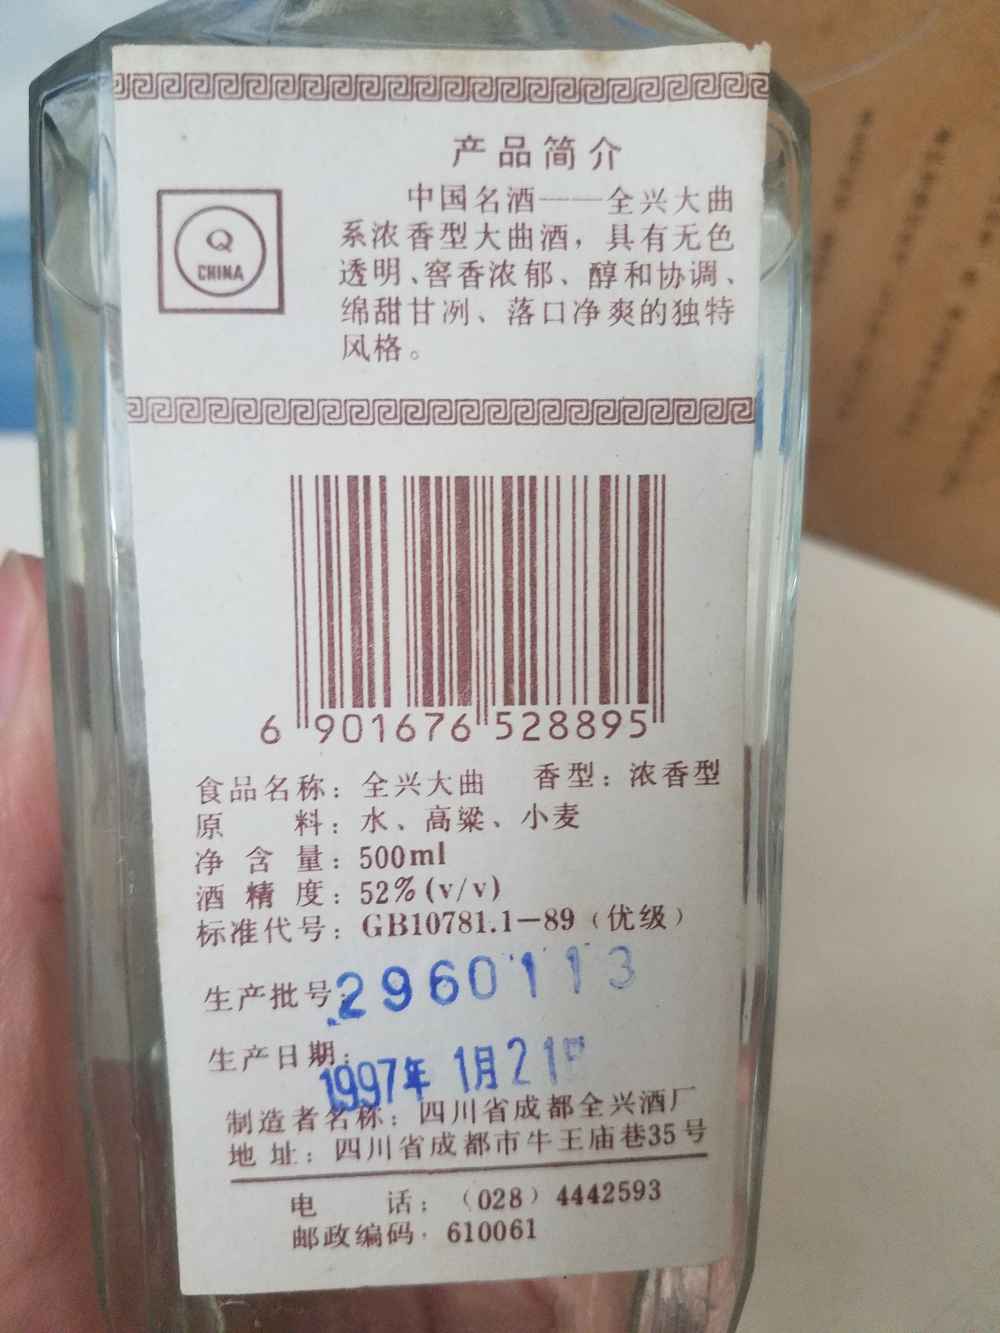 产品简介
中国名酒——全兴大曲
系浓香型大曲酒，具有无色
透明、窖香浓郁、醇和协调、
绵甜甘冽、落口净爽的独特
风格。
Q
CHINA
6 901676 528895
食品名称：全兴大曲 香型：浓香型
原 料：水、高粱、小麦
净含量：500ml
酒精度：52%(v/v)
标准代号：GB10781.1-89（优级）
生产批号：2960113
生产日期：1997年1月21日
制造者名称：四川省成都全兴酒厂
地址：四川省成都市牛王庙巷35号
电 话：（028）4442593
邮政编码：610061